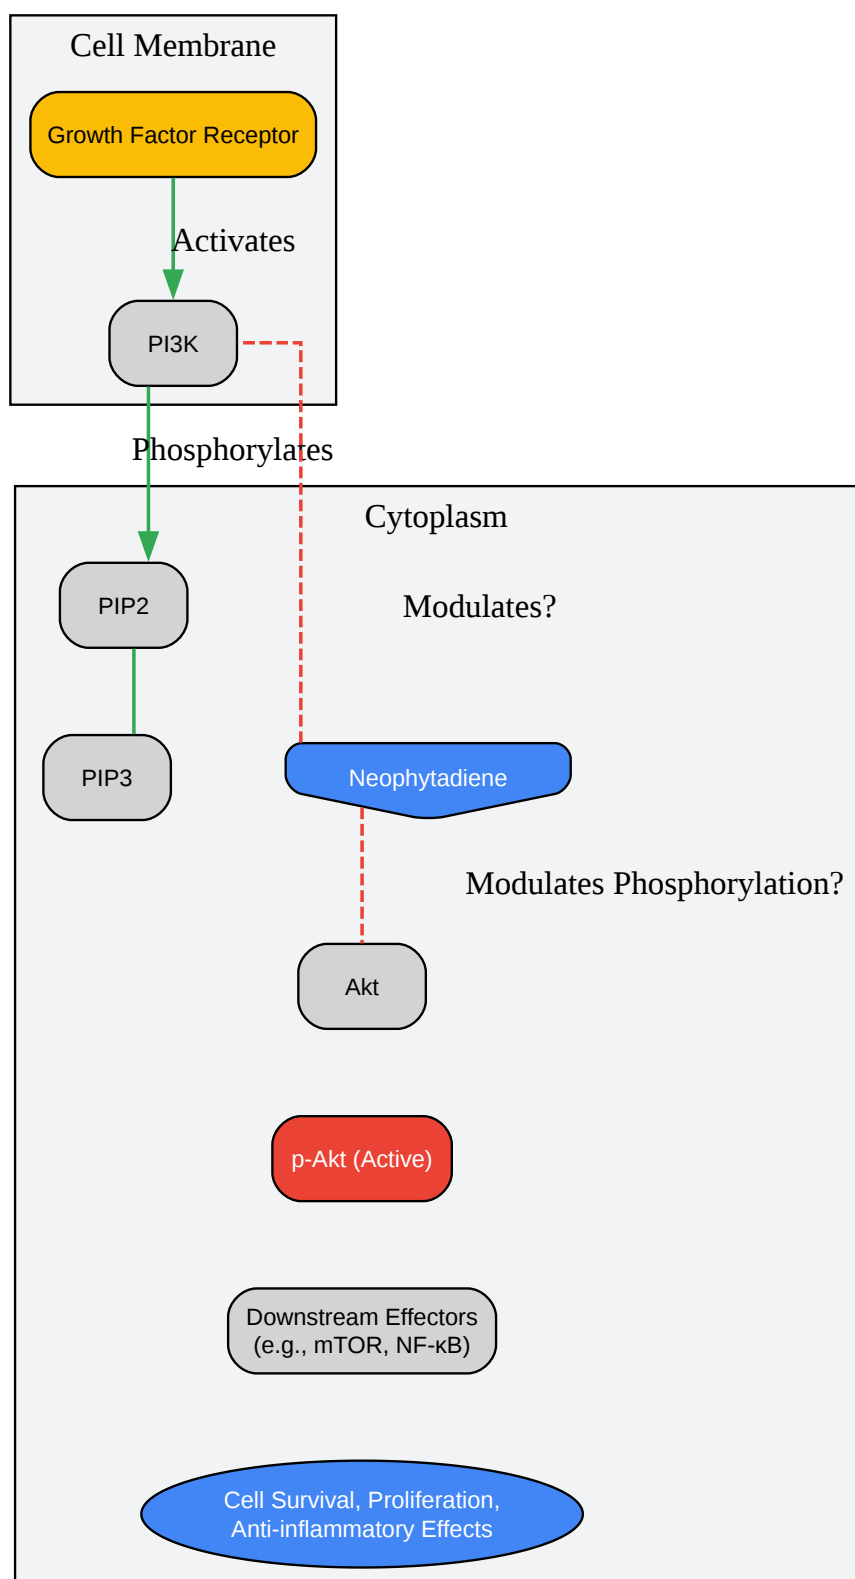 Cell Membrane
Growth Factor Receptor
Activates
PI3K
Phosphorylates
Cytoplasm
PIP2
Modulates?
PIP3
Neophytadiene
Modulates Phosphorylation?
Akt
p-Akt (Active)
Downstream Effectors
(e.g., mTOR, NF-κB)
Cell Survival, Proliferation,
Anti-inflammatory Effects